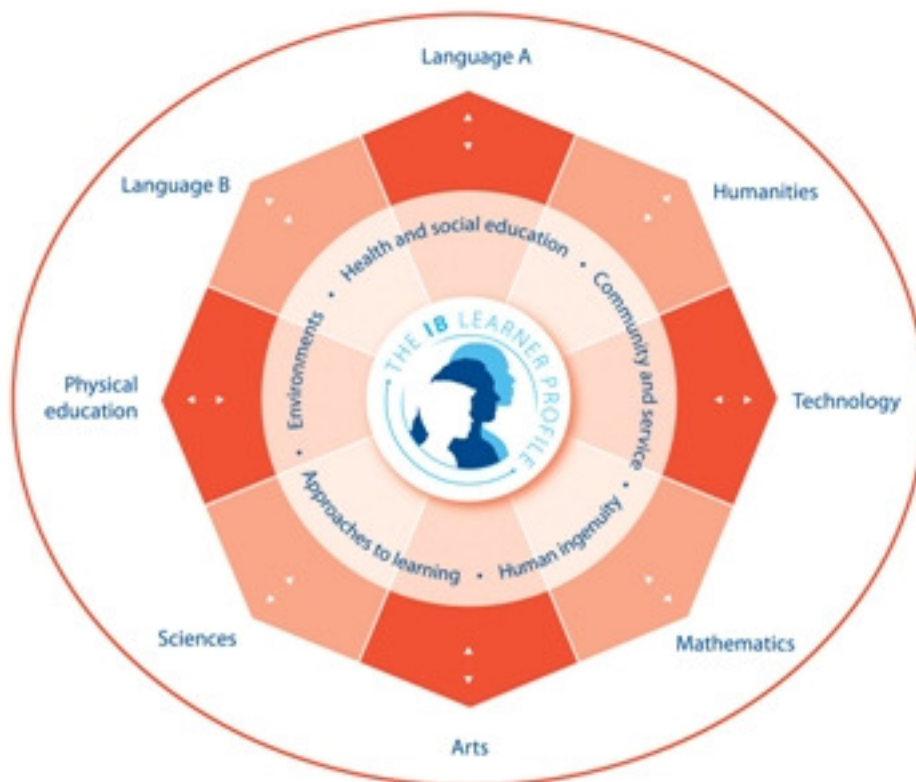 Language A
Language B
Humanities
Health and social education
•
Community and service
•
Environments
•
THE IB LEARNER PROFILE
Physical
education
Technology
•
Approaches to learning
•
Human ingenuity
Sciences
Mathematics
Arts